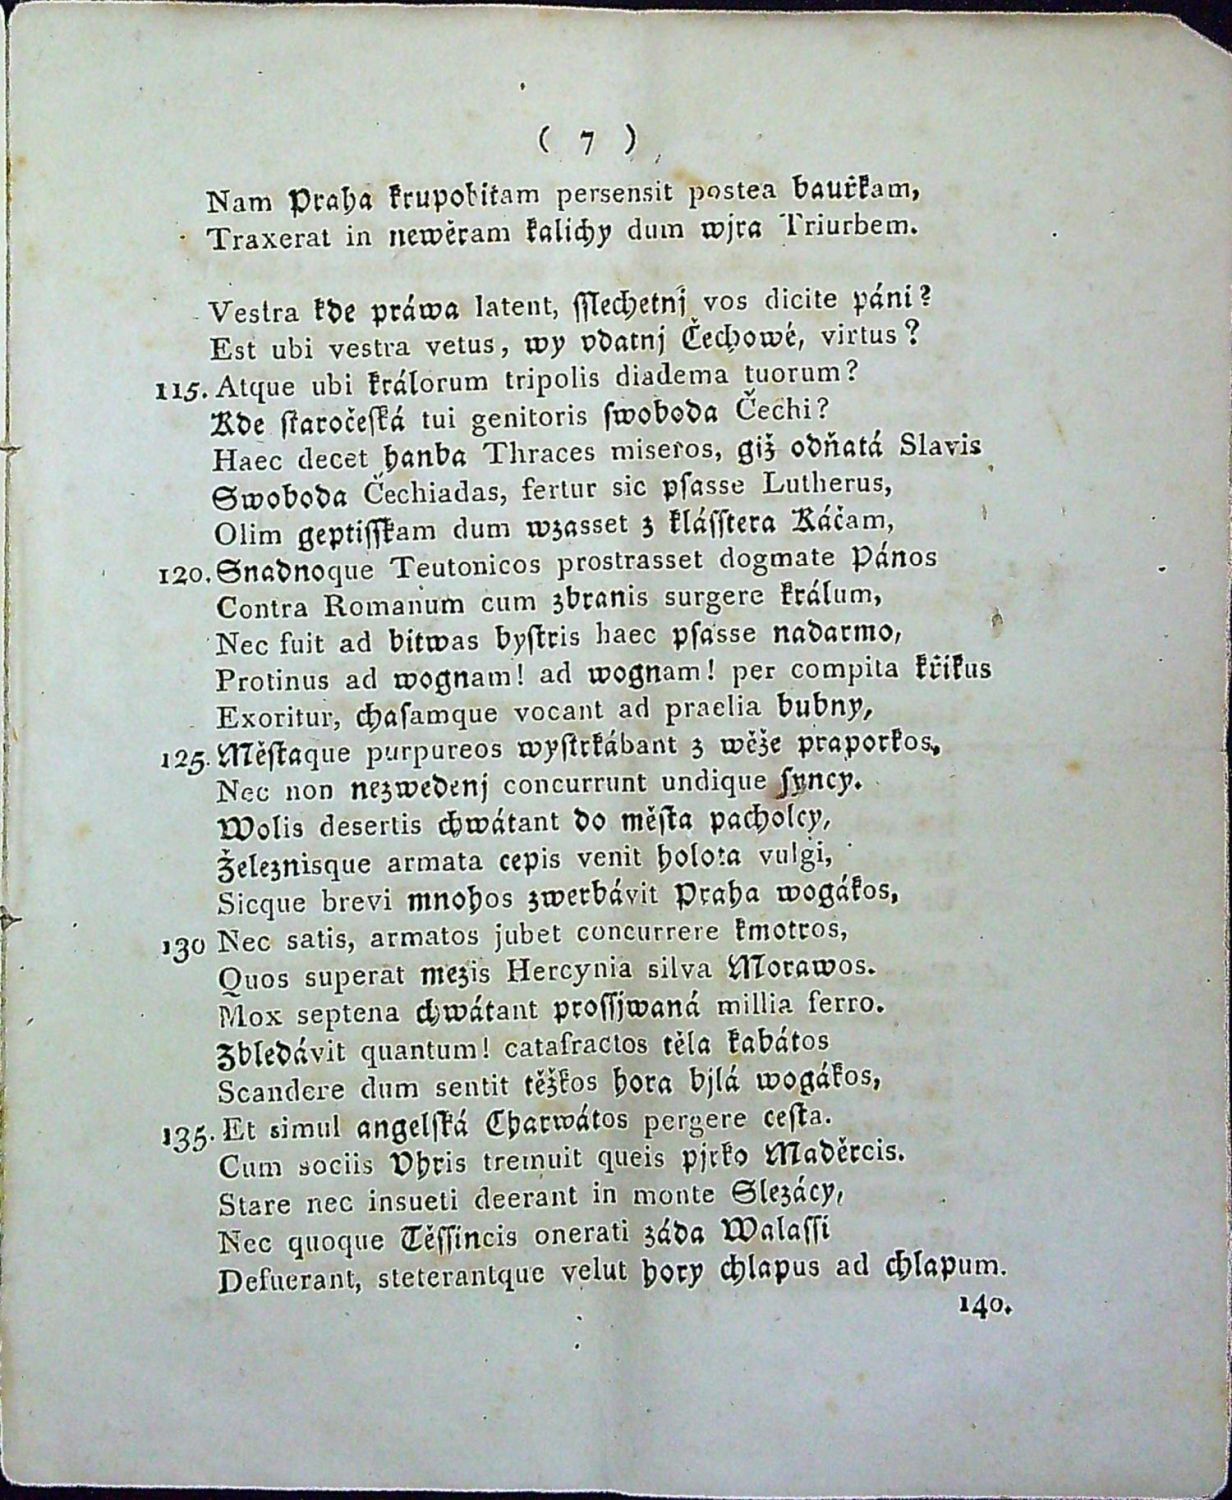 ( 7 )
Nam Praha krupobitam persensit postea bauřkam,
Traxerat in newěram kalichy dum wjra Triurbem.
Vestra kde práwa latent, sslechetnj vos dicite páni?
Est ubi vestra vetus, wy vdatnj Čechowé, virtus?
115. Atque ubi králorum tripolis diadema tuorum?
Kde staročeská tui genitoris swoboda Čechi?
Haec decet hanba Thraces miseros, giž odňatá Slavis
Swoboda Čechiadas, fertur sic psasse Lutherus,
Olim geptisskam dum wzasset z klásstera Káčam,
120. Snadnoque Teutonicos prostrasset dogmate Pános
Contra Romanum cum zbranis surgere králum,
Nec fuit ad bitwas bystris haec psasse nadarmo,
Protinus ad wognam! ad wognam! per compita křikus
Exoritur, chasamque vocant ad praelia bubny,
125. Městaque purpureos wystrkábant z wěže praporkos,
Nec non nezwedenj concurrunt undique syncy.
Wolis desertis chwátant do města pacholcy,
Železnisque armata cepis venit holota vulgi,
Sicque brevi mnohos zwerbávit Praha wogákos,
130 Nec satis, armatos jubet concurrere kmotros,
Quos superat mezis Hercynia silva Morawos.
Mox septena chwátant prossjwaná millia ferro.
Zbledávit quantum! catafractos těla kabátos
Scandere dum sentit těžkos hora bjlá wogákos,
135. Et simul angelská Charwátos pergere cesta.
Cum sociis Vhris tremuit queis pjrko Maděrcis.
Stare nec insueti deerant in monte Slezácy,
Nec quoque Těssincis onerati záda Walassi
Defuerant, steterantque velut hory chlapus ad chlapum.
140.